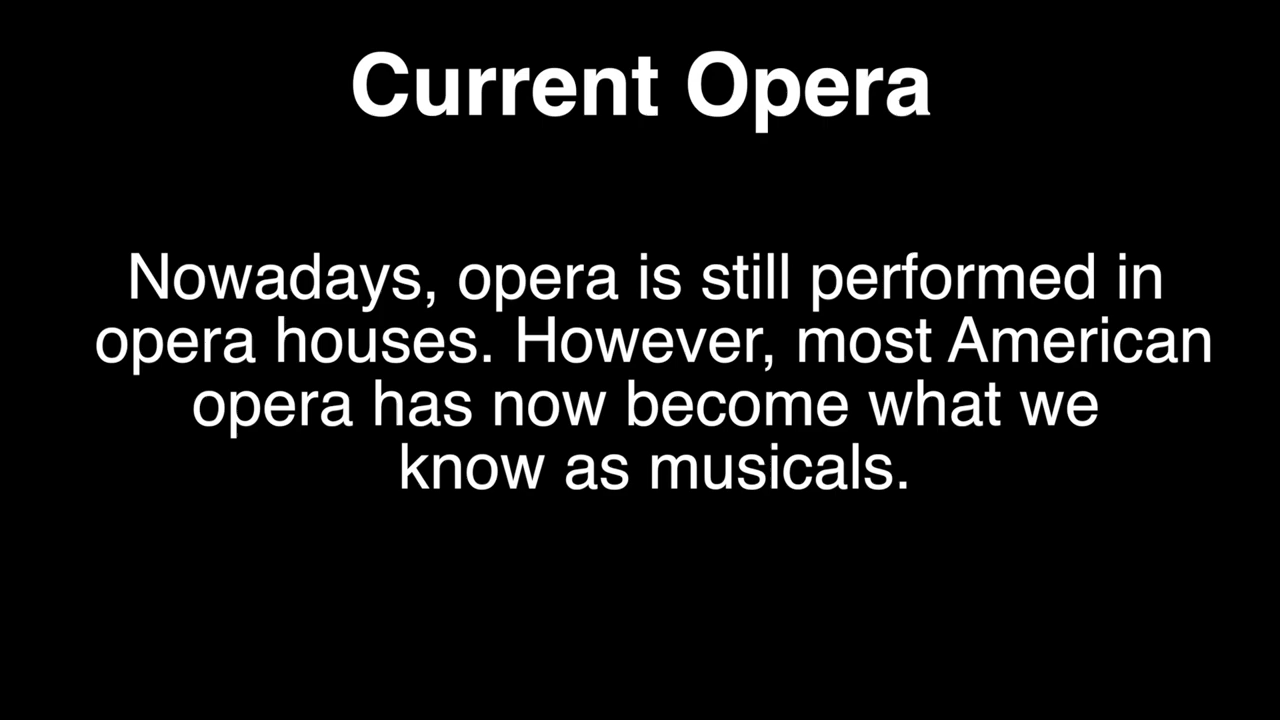 Current Opera
Nowadays, opera is still performed in
opera houses. However, most American
opera has now become what we
know as musicals.